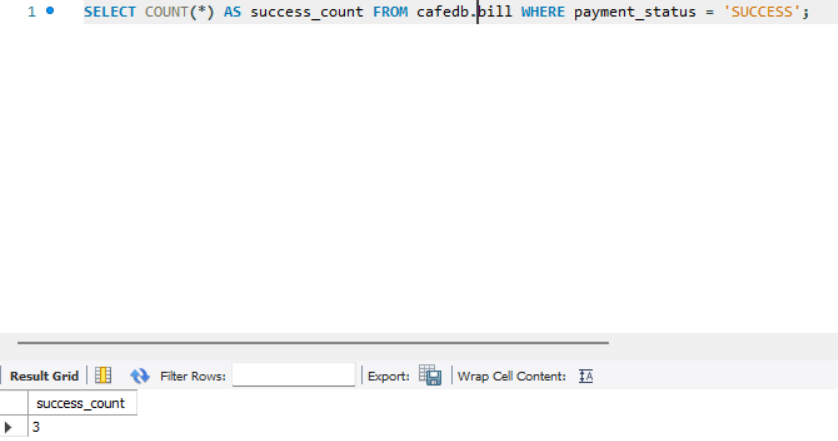 1 SELECT COUNT(*) AS success_count FROM cafedb.bill WHERE payment_status = 'SUCCESS';
Result Grid Filter Rows: Export: Wrap Cell Content: IA
success_count
3